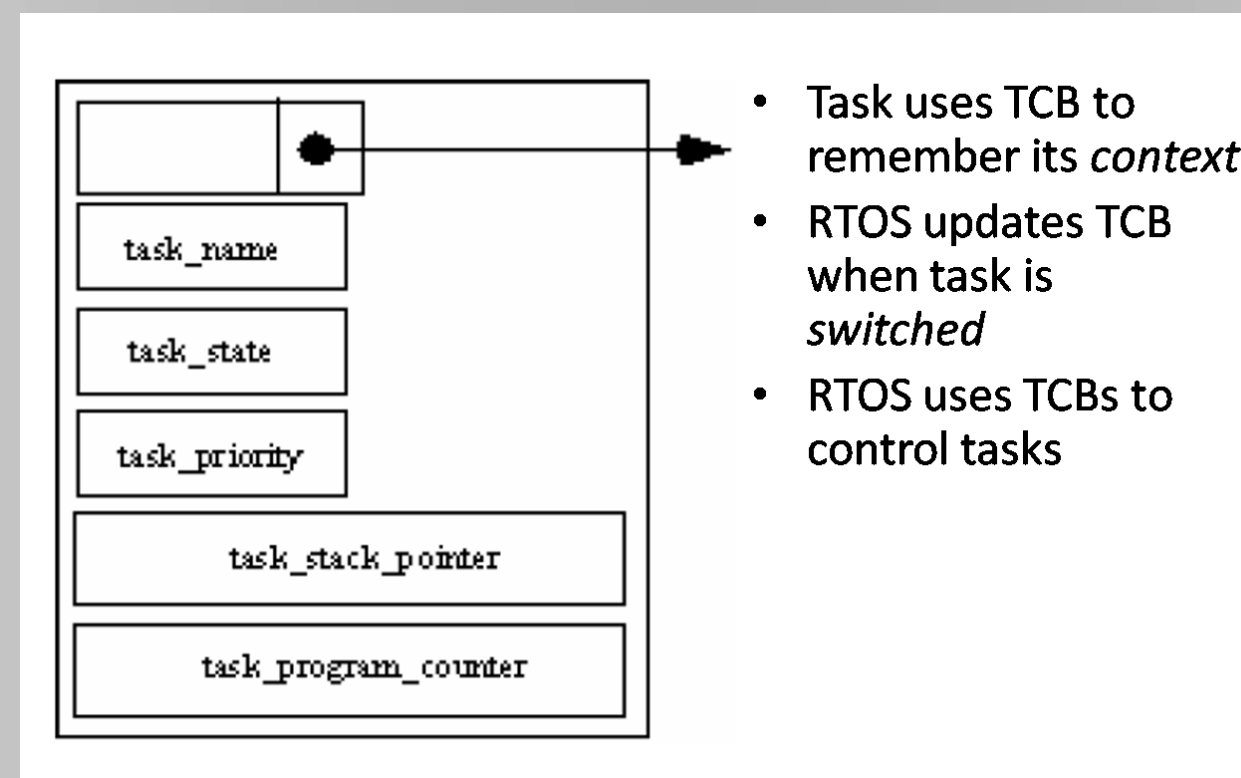 task_name
task_state
task_priority
task_stack_pointer
task_program_counter
• Task uses TCB to
remember its context
• RTOS updates TCB
when task is
switched
• RTOS uses TCBs to
control tasks